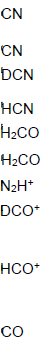 CN
CN
DCN
HCN
H₂CO
H₂CO
N₂H⁺
DCO⁺
HCO⁺
CO